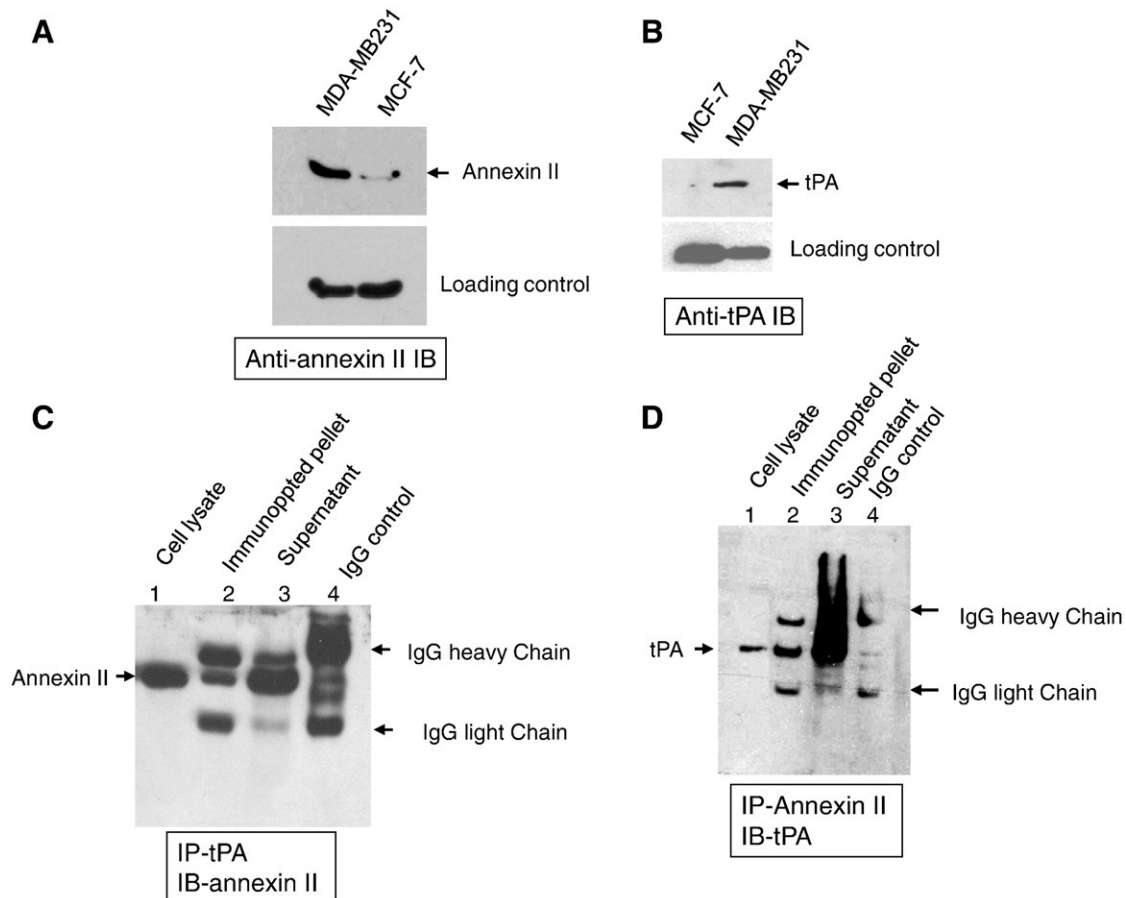 A
MDA-MB231
MCF-7
Annexin II
Loading control
Anti-annexin II IB
B
MCF-7
MDA-MB231
tPA
Loading control
Anti-tPA IB
C
Cell lysate
Immunoppted pellet
Supernatant
IgG control
1 2 3 4
Annexin II
IgG heavy Chain
IgG light Chain
IP-tPA
IB-annexin II
D
Cell lysate
Immunoppted pellet
Supernatant
IgG control
1 2 3 4
tPA
IgG heavy Chain
IgG light Chain
IP-Annexin II
IB-tPA